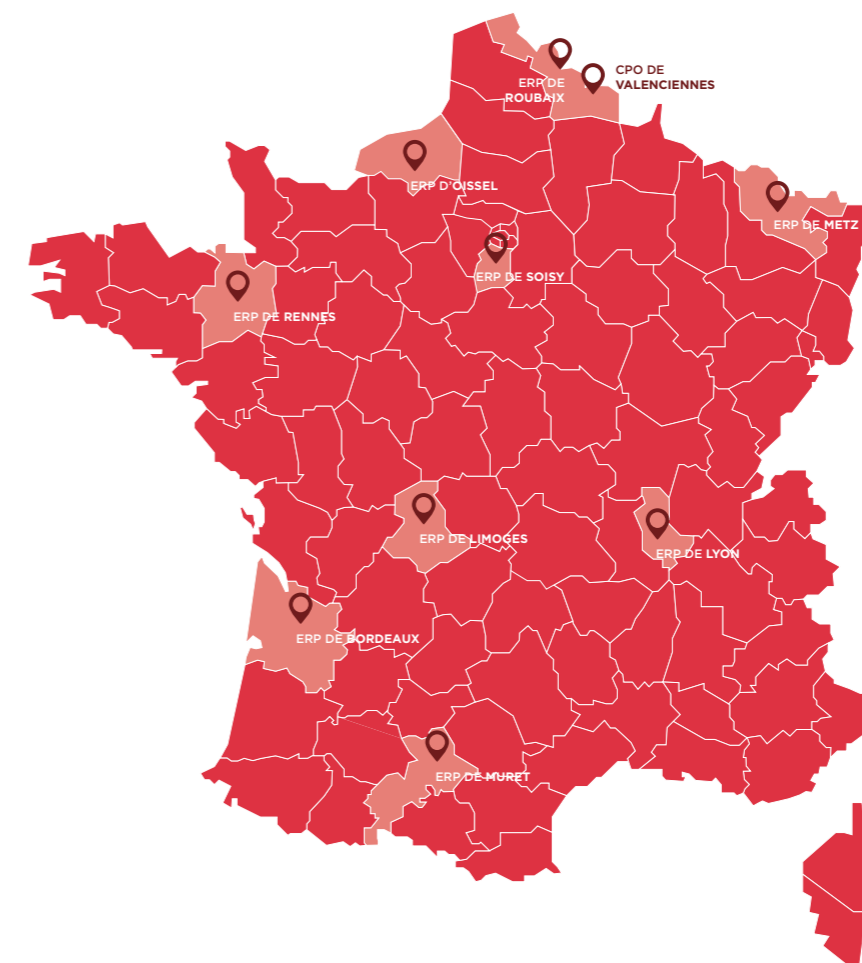 CPO DE
VALENCIENNES
ERP DE
ROUBAIX
ERP D'OISSEL
ERP DE METZ
ERP DE SOISY
ERP DE RENNES
ERP DE LIMOGES
ERP DE LYON
ERP DE BORDEAUX
ERP DE MURET